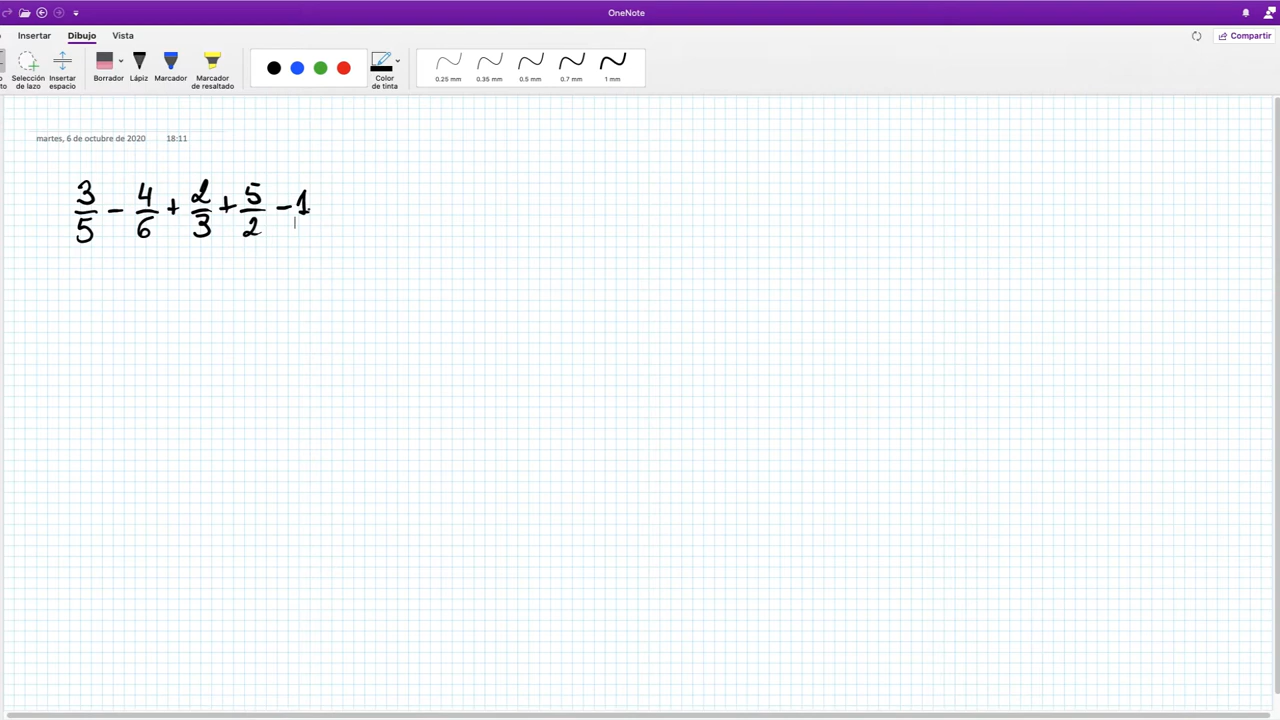 OneNote
Insertar Dibujo Vista Compartir
Selección de lazo
Insertar espacio
Borrador
Lápiz
Marcador
Marcador de resaltado
Color de tinta
0.25 mm 0.35 mm 0.5 mm 0.7 mm 1 mm
martes, 6 de octubre de 2020 18:11
3/5 - 4/6 + 2/3 + 5/2 - 1